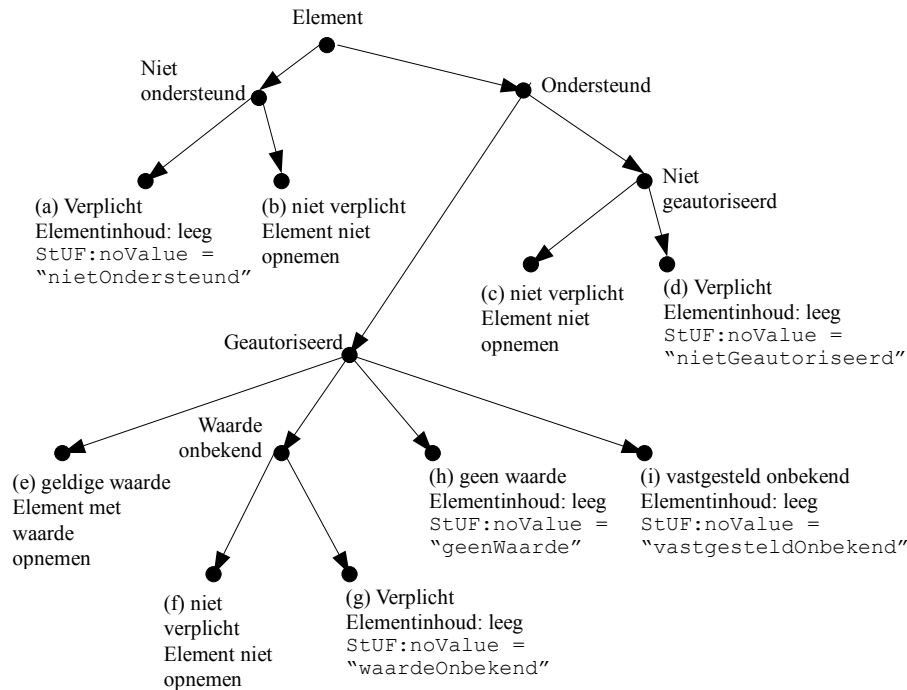 Element
Niet
ondersteund
Ondersteund
(a) Verplicht
Elementinhoud: leeg
StUF:noValue =
“nietOndersteund”
(b) niet verplicht
Element niet
opnemen
Niet
geautoriseerd
(c) niet verplicht
Element niet
opnemen
(d) Verplicht
Elementinhoud: leeg
StUF:noValue =
“nietGeautoriseerd”
Geautoriseerd
Waarde
onbekend
(e) geldige waarde
Element met
waarde
opnemen
(h) geen waarde
Elementinhoud: leeg
StUF:noValue =
“geenWaarde”
(i) vastgesteld onbekend
Elementinhoud: leeg
StUF:noValue =
“vastgesteldOnbekend”
(f) niet
verplicht
Element niet
opnemen
(g) Verplicht
Elementinhoud: leeg
StUF:noValue =
“waardeOnbekend”